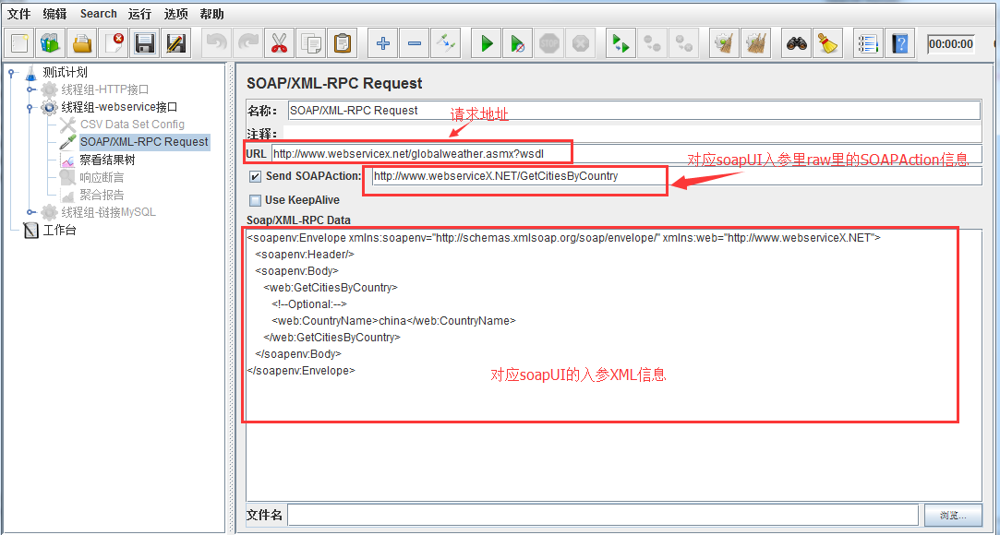 文件 编辑 Search 运行 选项 帮助
00:00:00
测试计划
线程组-HTTP接口
线程组-webservice接口
CSV Data Set Config
SOAP/XML-RPC Request
察看结果树
响应断言
聚合报告
线程组-链接MySQL
工作台
SOAP/XML-RPC Request
名称： SOAP/XML-RPC Request
请求地址
注释：
URL http://www.webservicex.net/globalweather.asmx?wsdl
对应soapUI入参里raw里的SOAPAction信息
Send SOAPAction: http://www.webserviceX.NET/GetCitiesByCountry
Use KeepAlive
Soap/XML-RPC Data
<soapenv:Envelope xmlns:soapenv="http://schemas.xmlsoap.org/soap/envelope/" xmlns:web="http://www.webserviceX.NET">
<soapenv:Header/>
<soapenv:Body>
<web:GetCitiesByCountry>
<!--Optional:-->
<web:CountryName>china</web:CountryName>
</web:GetCitiesByCountry>
</soapenv:Body>
</soapenv:Envelope>
对应soapUI的入参XML信息
文件名
浏览...